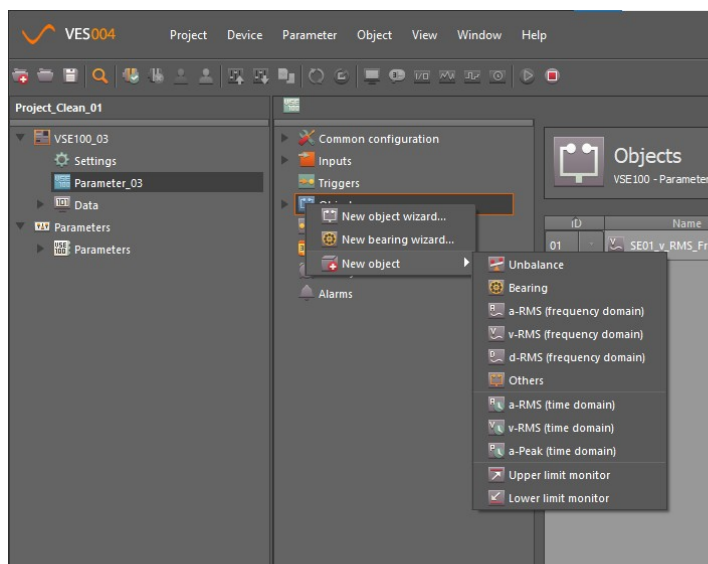 VES004 Project Device Parameter Object View Window Help
Project_Clean_01
VSE100_03
Settings
Parameter_03
Data
Parameters
Parameters
Common configuration
Inputs
Triggers
New object wizard...
New bearing wizard...
New object
Alarms
Unbalance
Bearing
a-RMS (frequency domain)
v-RMS (frequency domain)
d-RMS (frequency domain)
Others
a-RMS (time domain)
v-RMS (time domain)
a-Peak (time domain)
Upper limit monitor
Lower limit monitor
Objects
VSE100 - Parameter
ID Name
01 SE01_v_RMS_Fr